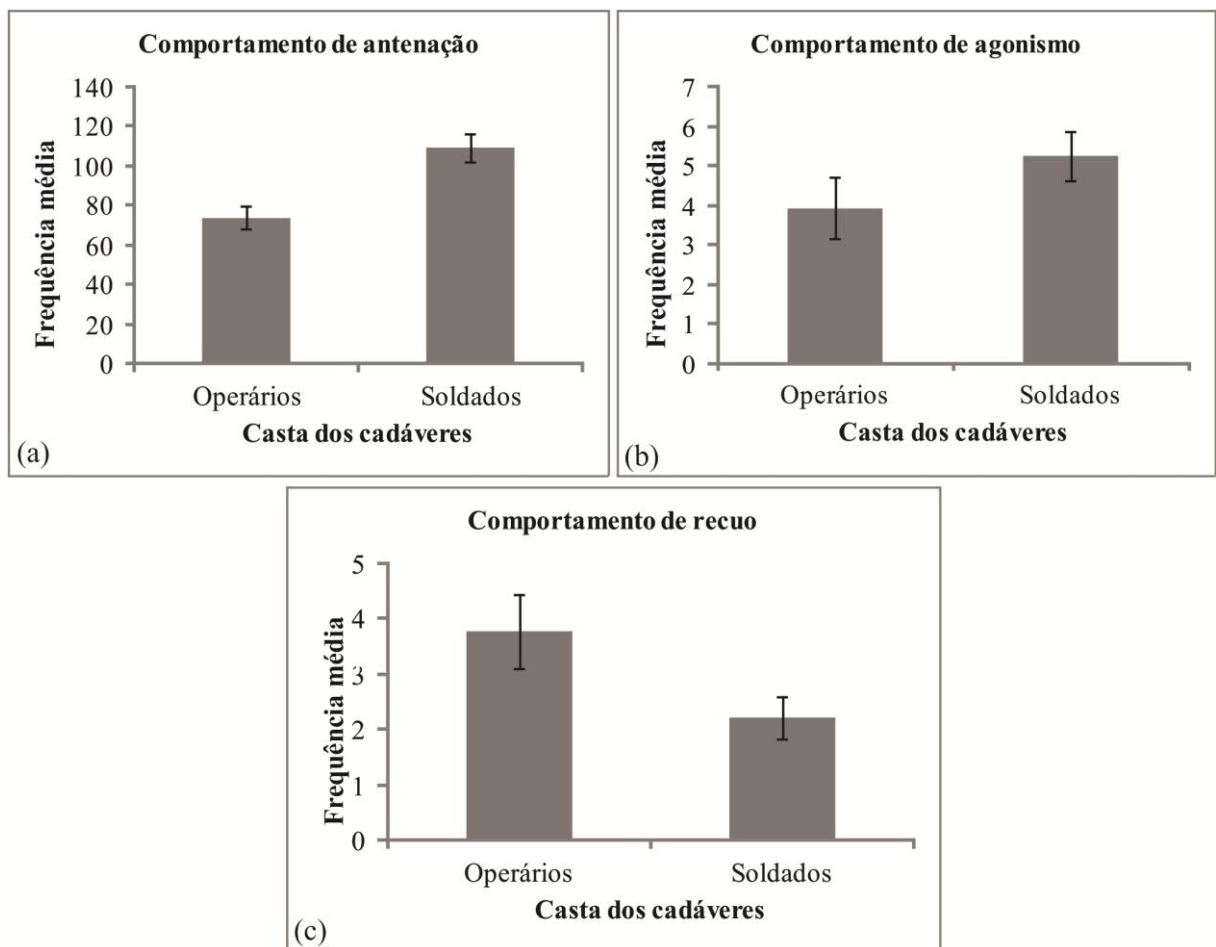 Comportamento de antenação
Frequência média
140
120
100
80
60
40
20
0
Operários
Soldados
Casta dos cadáveres
(a)
Comportamento de agonismo
Frequência média
7
6
5
4
3
2
1
0
Operários
Soldados
Casta dos cadáveres
(b)
Comportamento de recuo
Frequência média
5
4
3
2
1
0
Operários
Soldados
Casta dos cadáveres
(c)